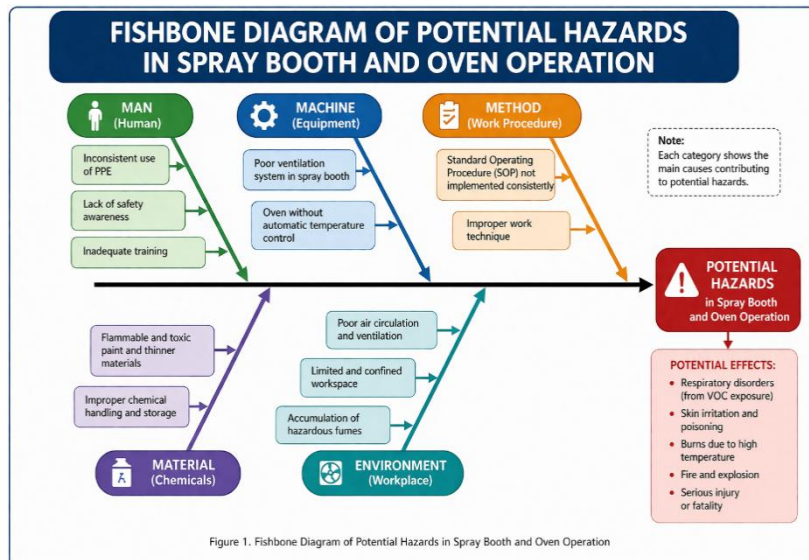 FISHBONE DIAGRAM OF POTENTIAL HAZARDS
IN SPRAY BOOTH AND OVEN OPERATION
MAN
(Human)
Inconsistent use
of PPE
Lack of safety
awareness
Inadequate training
MACHINE
(Equipment)
Poor ventilation
system in spray booth
Oven without
automatic temperature
control
METHOD
(Work Procedure)
Standard Operating
Procedure (SOP) not
implemented consistently
Improper work
technique
Note:
Each category shows the
main causes contributing
to potential hazards.
POTENTIAL
HAZARDS
in Spray Booth
and Oven Operation
Flammable and toxic
paint and thinner
materials
Improper chemical
handling and storage
MATERIAL
(Chemicals)
Poor air circulation
and ventilation
Limited and confined
workspace
Accumulation of
hazardous fumes
ENVIRONMENT
(Workplace)
POTENTIAL EFFECTS:
• Respiratory disorders
(from VOC exposure)
• Skin irritation and
poisoning
• Burns due to high
temperature
• Fire and explosion
• Serious injury
or fatality
Figure 1. Fishbone Diagram of Potential Hazards in Spray Booth and Oven Operation